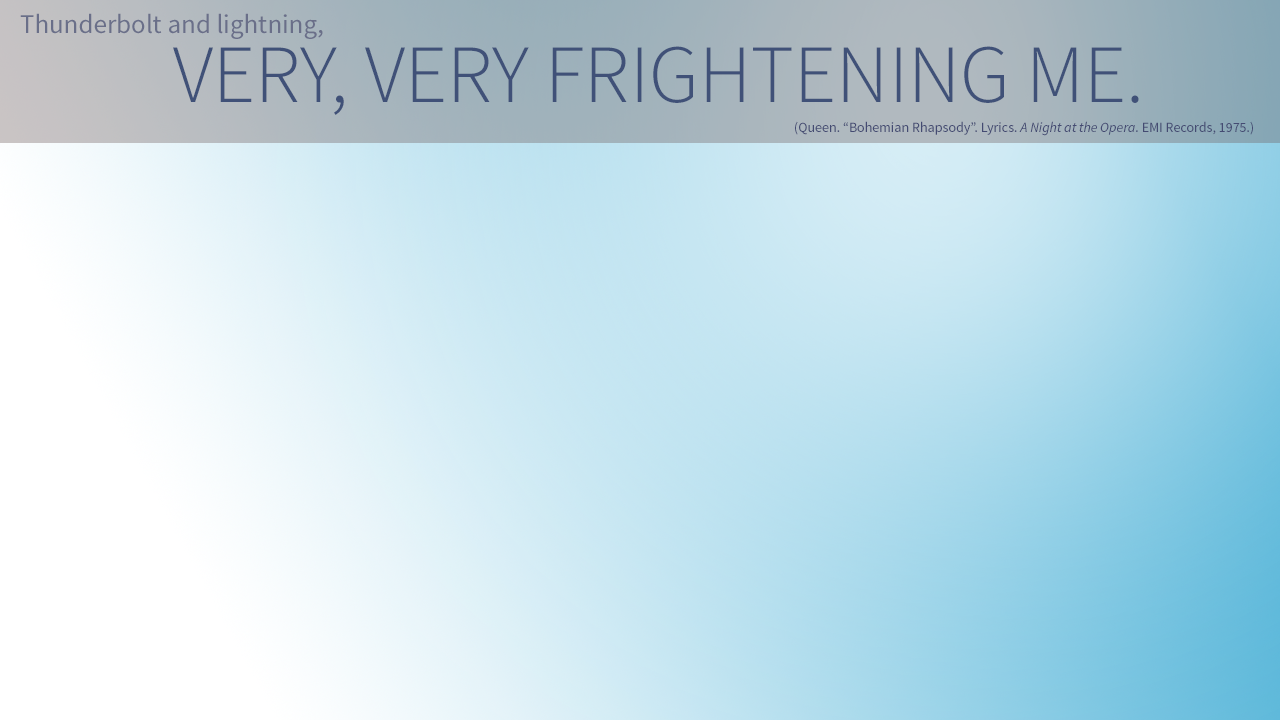 Thunderbolt and lightning,
VERY, VERY FRIGHTENING ME.
(Queen. “Bohemian Rhapsody”. Lyrics. A Night at the Opera. EMI Records, 1975.)